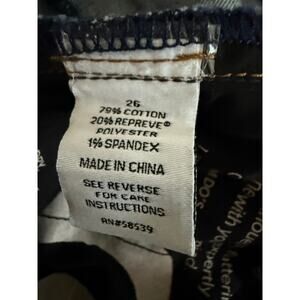 26
79% COTTON
20% REPREVE®
POLYESTER
1% SPANDEX
MADE IN CHINA
SEE REVERSE
FOR CARE
INSTRUCTIONS
RN#58539